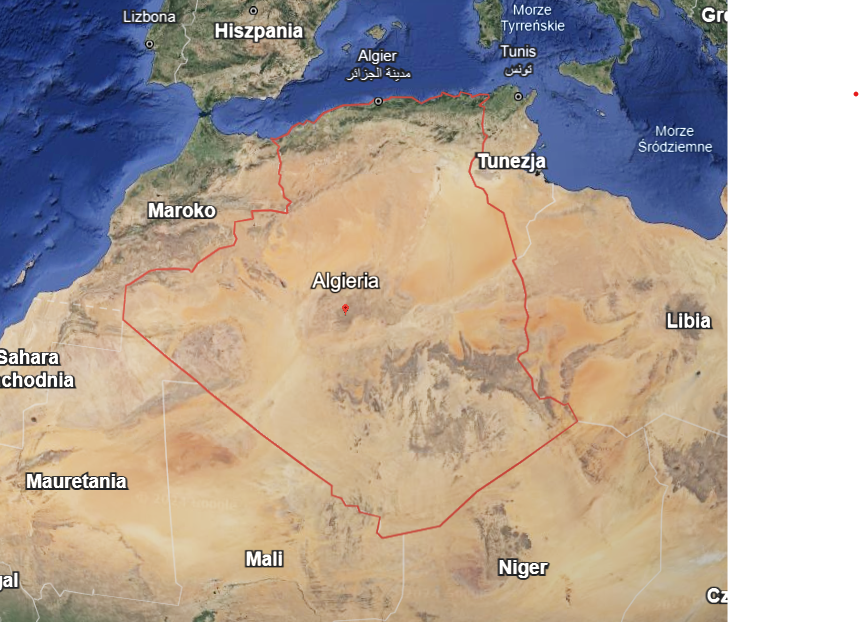 Lizbona
Hiszpania
Morze
Tyrreńskie
Gre
Algier
مدينة الجزائر
Tunis
تونس
Morze
Śródziemne
Tunezja
Maroko
Algieria
Libia
Sahara
chodnia
Mauretania
Mali
Niger
gal
Cz